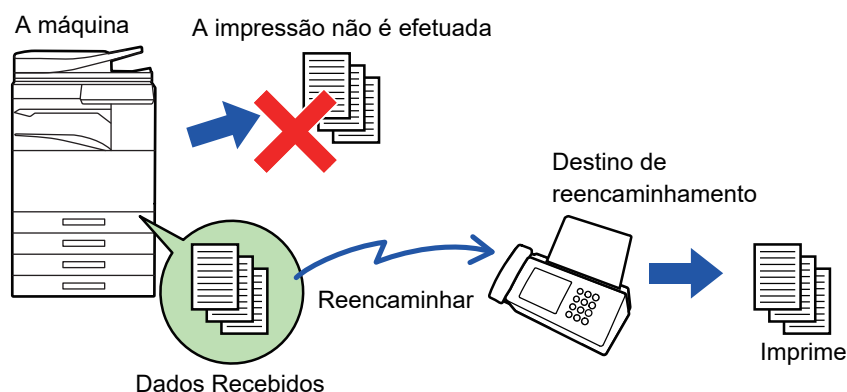 A máquina
A impressão não é efetuada
Destino de
reencaminhamento
Reencaminhar
Imprime
Dados Recebidos